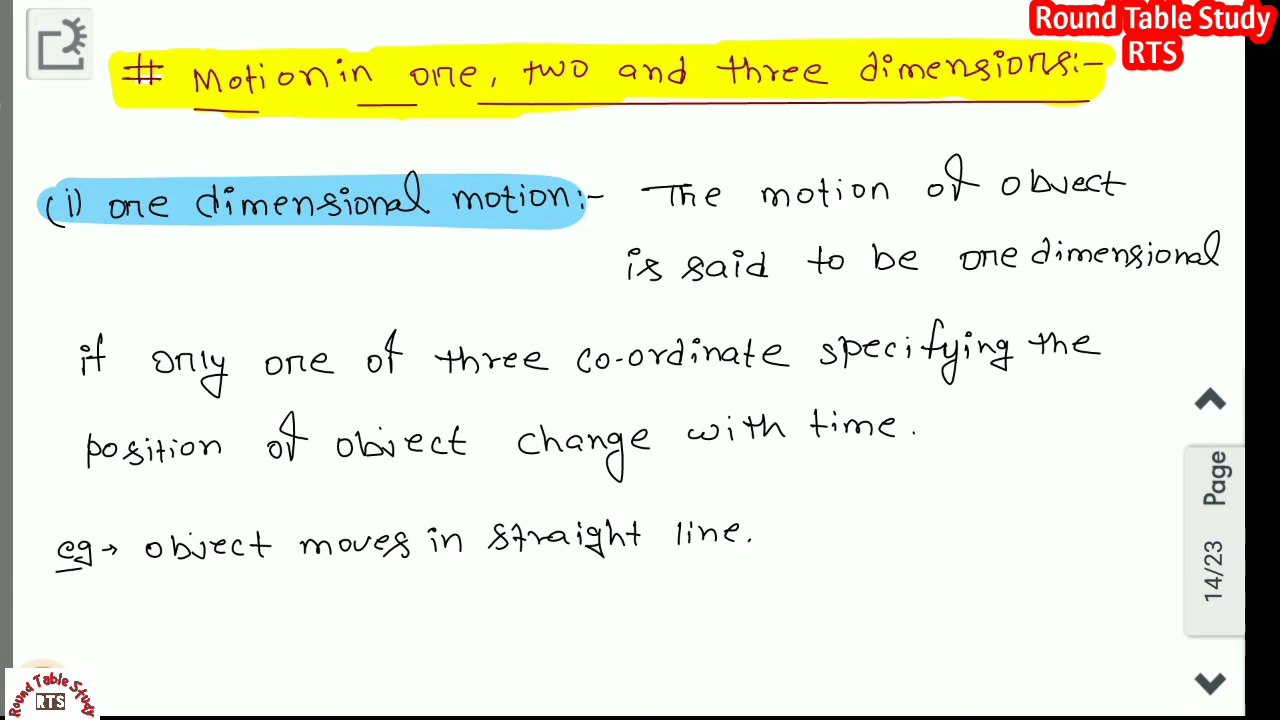 Round Table Study
RTS
# Motion in one, two and three dimensions:-
(i) one dimensional motion:- The motion of object
is said to be one dimensional
if only one of three co-ordinate specifying the
position of object change with time.
eg→ object moves in straight line.
Page
14/23
Round Table Study
RTS